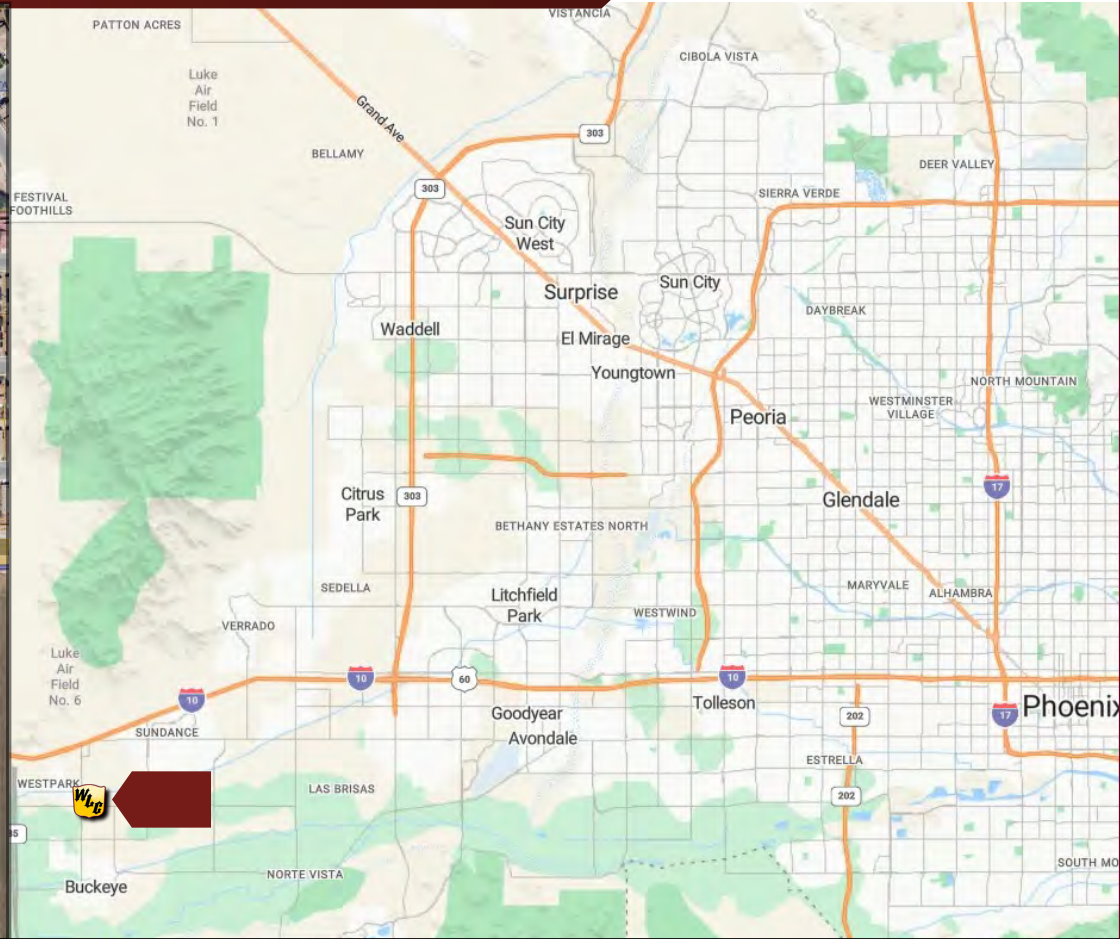 VISTANCIA
PATTON ACRES
CIBOLA VISTA
Luke
Air
Field
No. 1
Grand Ave
303
BELLAMY
DEER VALLEY
303
SIERRA VERDE
FESTIVAL
FOOTHILLS
Sun City
West
Sun City
Surprise
DAYBREAK
Waddell
El Mirage
Youngtown
NORTH MOUNTAIN
WESTMINSTER
VILLAGE
Peoria
17
Citrus
Park
303
Glendale
BETHANY ESTATES NORTH
SEDELLA
MARYVALE
ALHAMBRA
Litchfield
Park
WESTWIND
VERRADO
Luke
Air
Field
No. 6
10
60
10
10
Tolleson
Goodyear
202
17
Phoenix
SUNDANCE
Avondale
ESTRELLA
WESTPARK
WLC
LAS BRISAS
202
85
SOUTH MO
NORTE VISTA
Buckeye